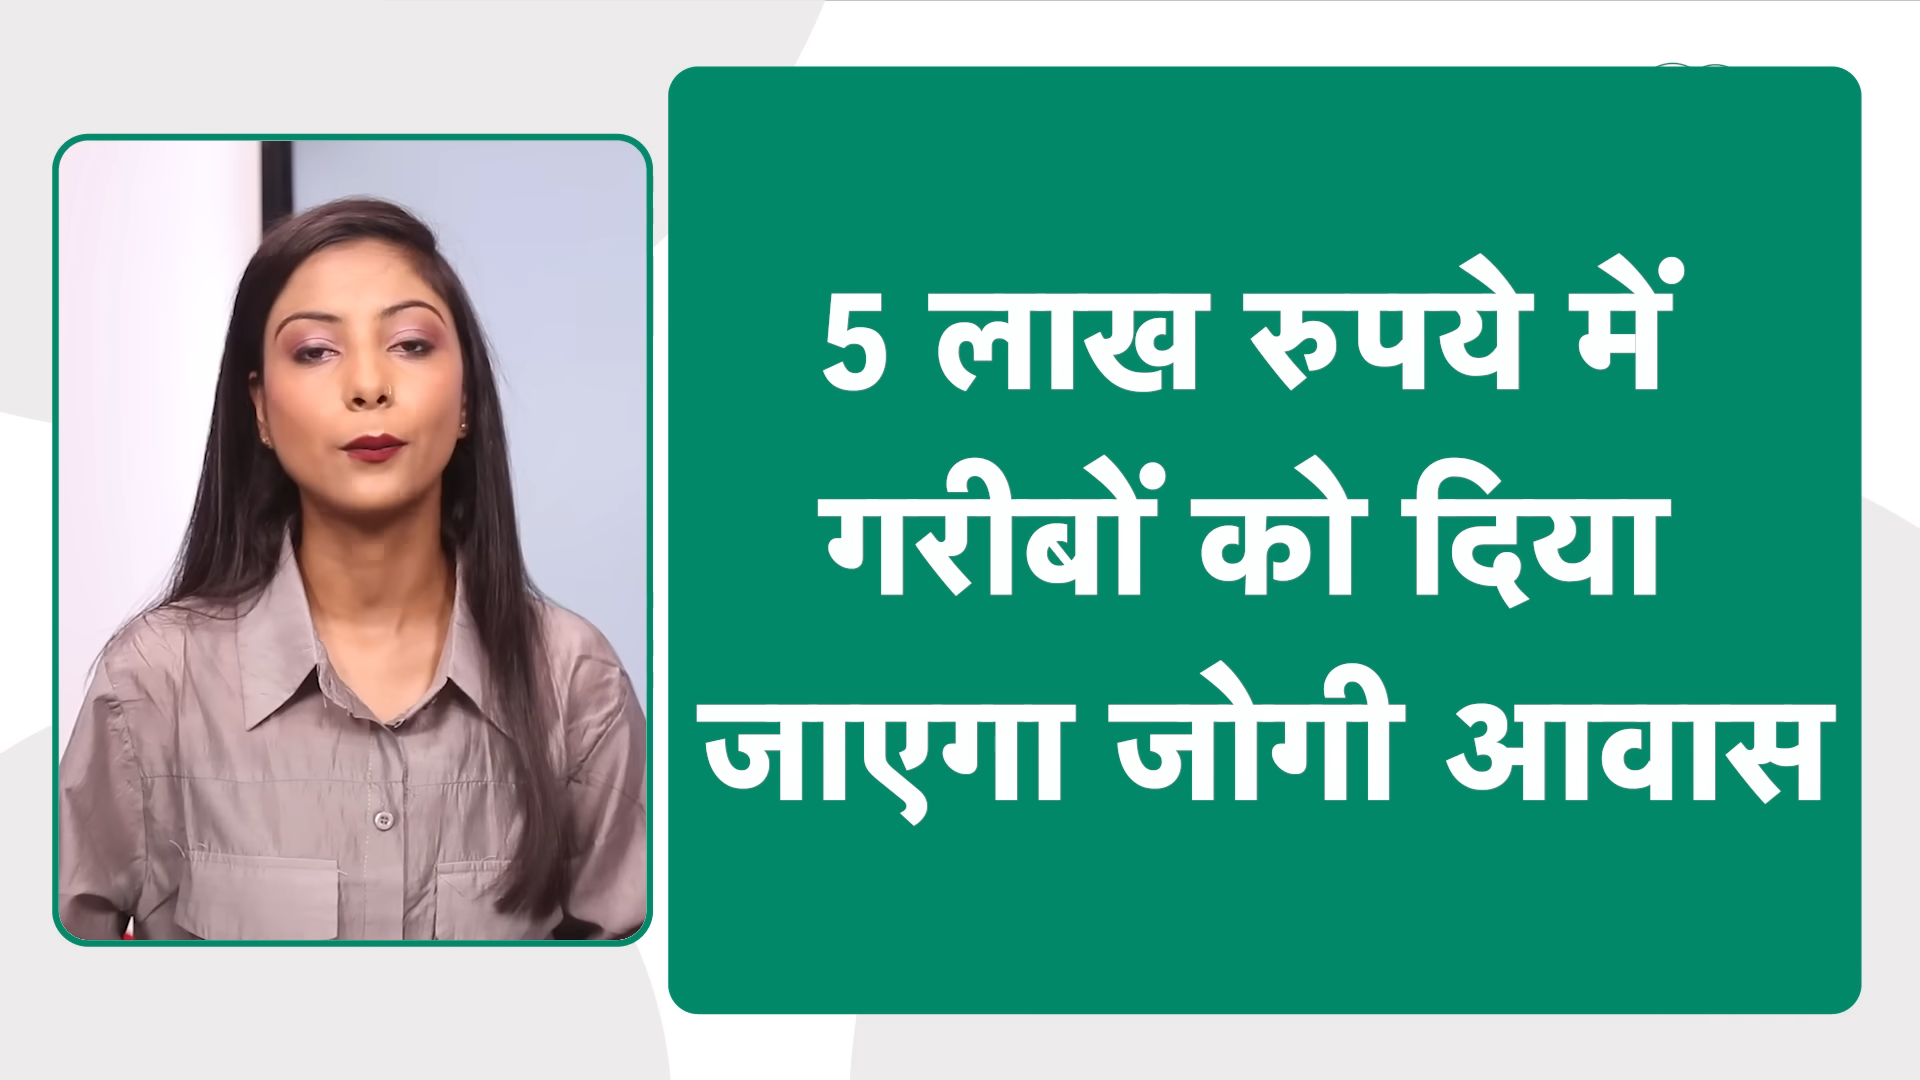 5 लाख रुपये में
गरीबों को दिया
जाएगा जोगी आवास